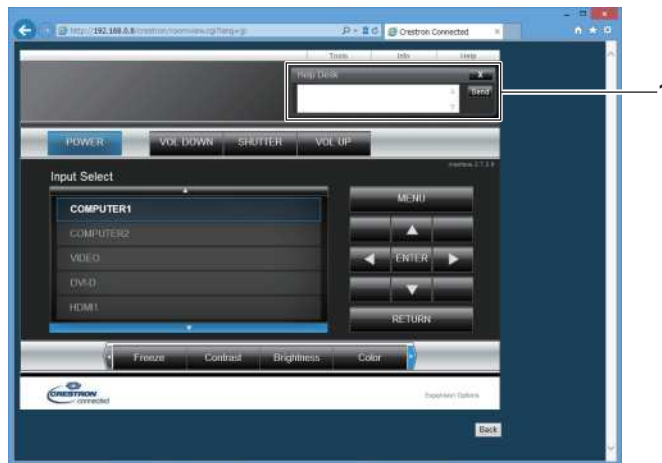 http://192.168.0.8/crestron/roomview.cgi?lang=jp
Crestron Connected
Tools Info Help
Help Desk X
Send
1
POWER VOL DOWN SHUTTER VOL UP
Input Select
MENU
COMPUTER1
COMPUTER2
VIDEO
ENTER
DVI-D
HDMI1
RETURN
Freeze Contrast Brightness Color
CRESTRON
connected
Expansion Options
Back